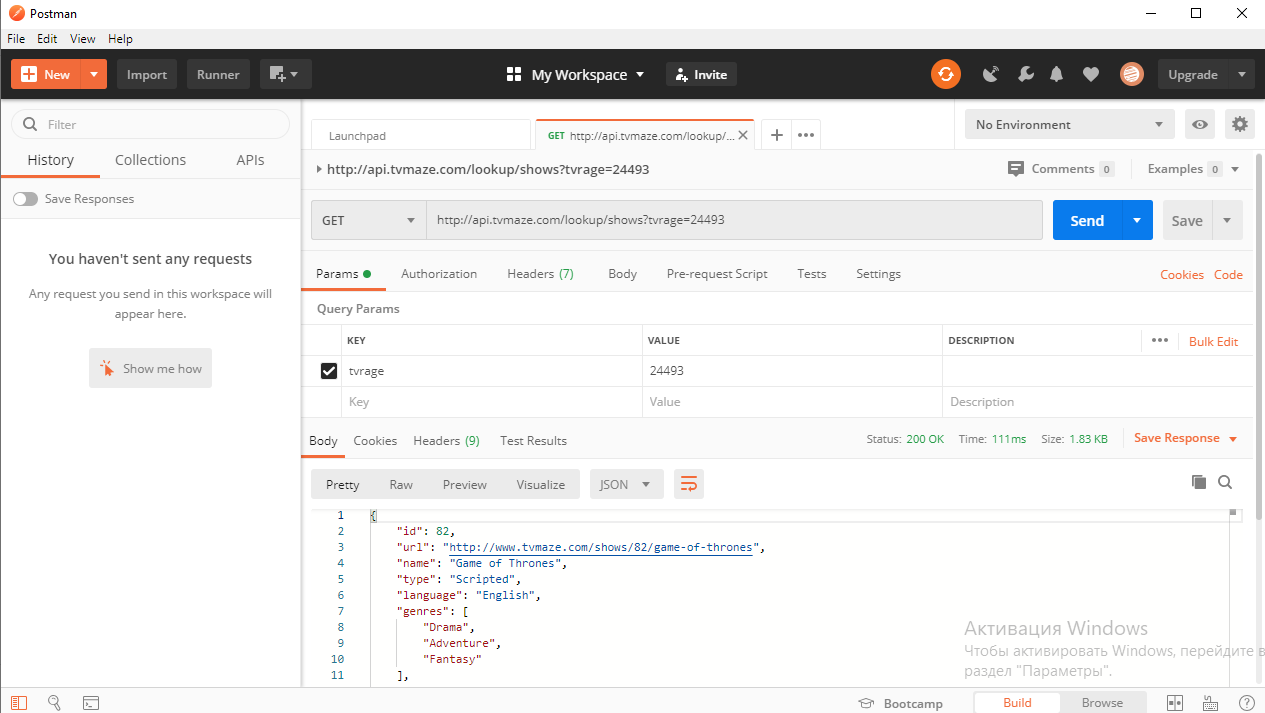 Postman
File Edit View Help
New Import Runner My Workspace Invite Upgrade
Filter
History Collections APIs
Save Responses
You haven't sent any requests
Any request you send in this workspace will
appear here.
Show me how
Launchpad GET http://api.tvmaze.com/lookup/... No Environment
http://api.tvmaze.com/lookup/shows?tvrage=24493 Comments 0 Examples 0
GET http://api.tvmaze.com/lookup/shows?tvrage=24493 Send Save
Params Authorization Headers (7) Body Pre-request Script Tests Settings Cookies Code
Query Params
KEY VALUE DESCRIPTION Bulk Edit
tvrage 24493
Key Value Description
Body Cookies Headers (9) Test Results Status: 200 OK Time: 111ms Size: 1.83 KB Save Response
Pretty Raw Preview Visualize JSON
1 {
2 "id": 82,
3 "url": "http://www.tvmaze.com/shows/82/game-of-thrones",
4 "name": "Game of Thrones",
5 "type": "Scripted",
6 "language": "English",
7 "genres": [
8 "Drama",
9 "Adventure",
10 "Fantasy"
11 ],
Активация Windows
Чтобы активировать Windows, перейдите в
раздел "Параметры".
Bootcamp Build Browse